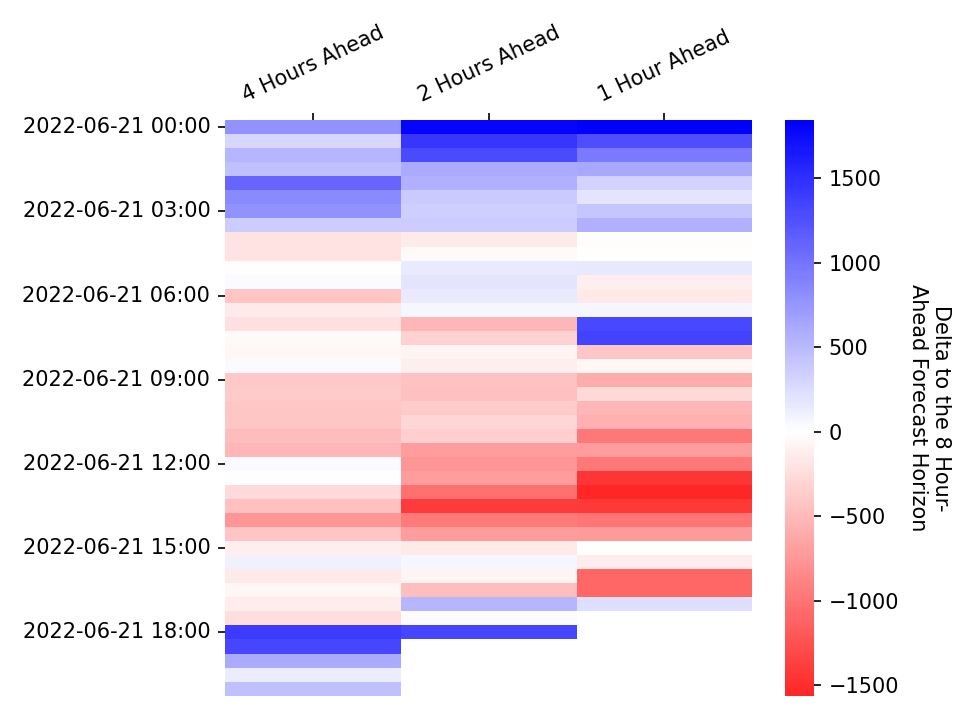 4 Hours Ahead
2 Hours Ahead
1 Hour Ahead
2022-06-21 00:00
2022-06-21 03:00
2022-06-21 06:00
2022-06-21 09:00
2022-06-21 12:00
2022-06-21 15:00
2022-06-21 18:00
1500
1000
500
0
−500
−1000
−1500
Delta to the 8 Hour-
Ahead Forecast Horizon